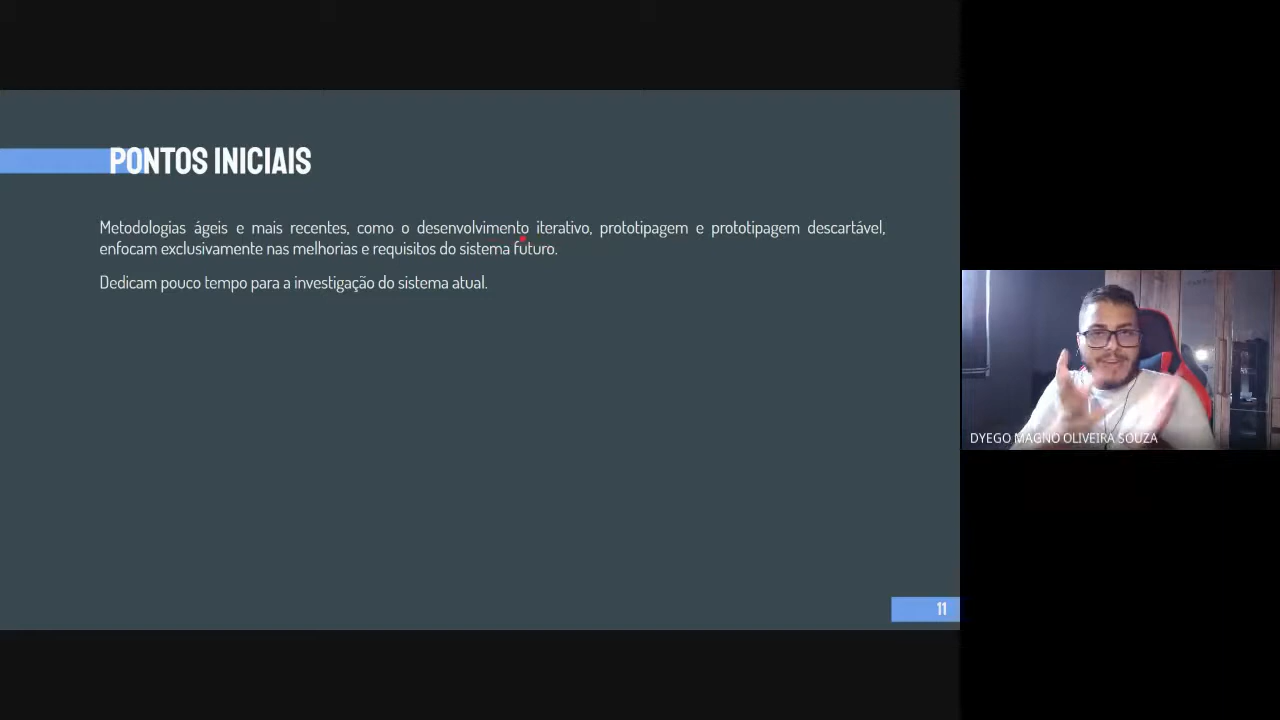 PONTOS INICIAIS
Metodologias ágeis e mais recentes, como o desenvolvimento iterativo, prototipagem e prototipagem descartável,
enfocam exclusivamente nas melhorias e requisitos do sistema futuro.
Dedicam pouco tempo para a investigação do sistema atual.
11
DYEGO MAGNO OLIVEIRA SOUZA